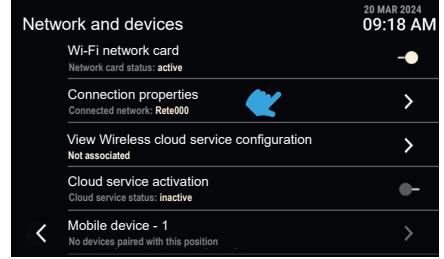 20 MAR 2024
Network and devices 09:18 AM
Wi-Fi network card
Network card status: active
Connection properties
Connected network: Rete000
View Wireless cloud service configuration
Not associated
Cloud service activation
Cloud service status: inactive
Mobile device - 1
No devices paired with this position